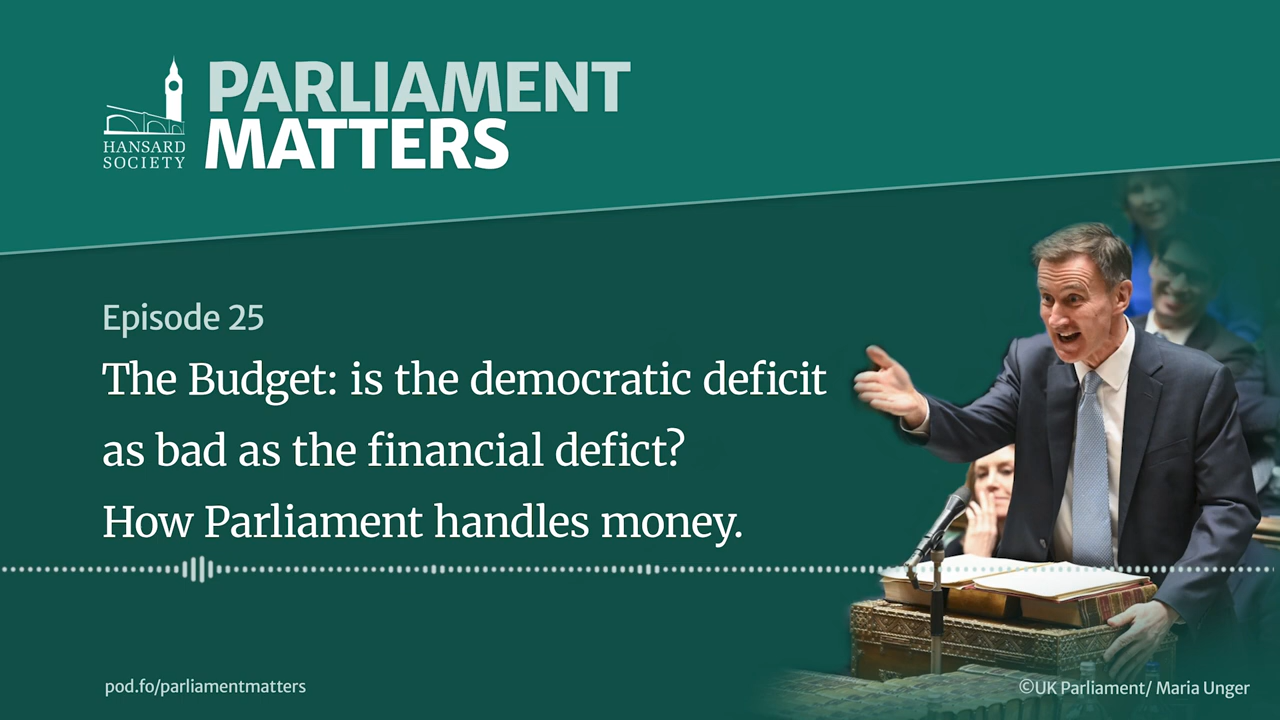 HANSARD
SOCIETY
PARLIAMENT
MATTERS
Episode 25
The Budget: is the democratic deficit
as bad as the financial defict?
How Parliament handles money.
pod.fo/parliamentmatters
©UK Parliament/ Maria Unger